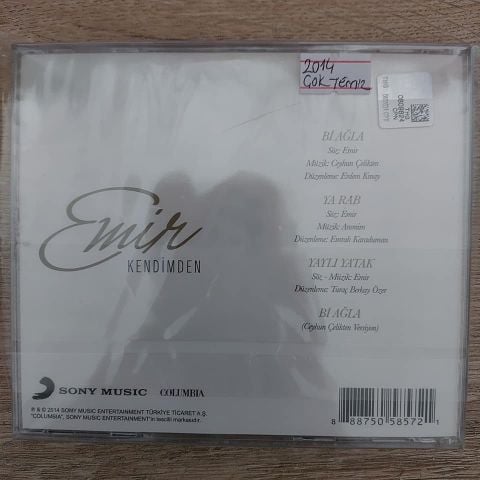 2014
ÇOK TEMİZ
Emir
KENDİMDEN
Bİ AĞLA
Söz: Emir
Müzik: Ceyhun Çelikten
Düzenleme: Erdem Kınay
YA RAB
Söz: Emir
Müzik: Anonim
Düzenleme: Emrah Karaduman
YAYLI YATAK
Söz - Müzik: Emir
Düzenleme: Turaç Berkay Özer
Bİ AĞLA
(Ceyhun Çelikten Versiyon)
SONY MUSIC
COLUMBIA
℗ & © 2014 SONY MUSIC ENTERTAINMENT TÜRKİYE TİCARET A.Ş.
"COLUMBIA", SONY MUSIC ENTERTAINMENT'in tescilli markasıdır.
8 88750 58572 1